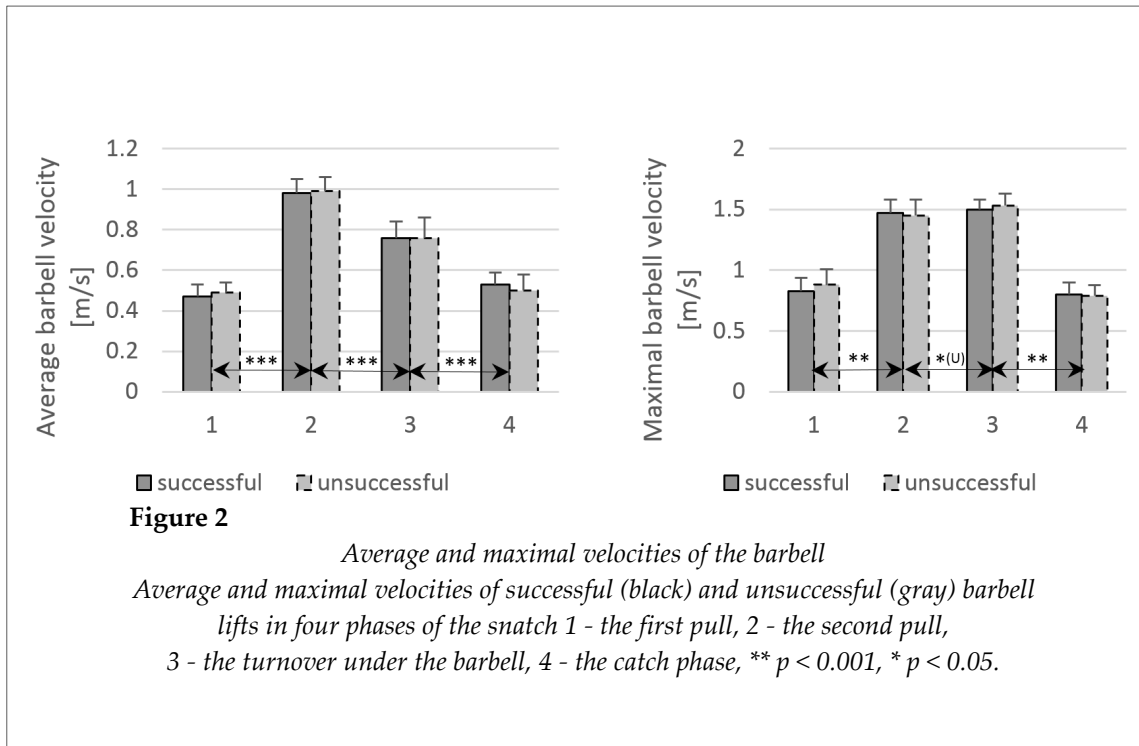 Average barbell velocity
[m/s]
1.2
1
0.8
0.6
0.4
0.2
0
***
***
***
1 2 3 4
successful unsuccessful
Maximal barbell velocity
[m/s]
2
1.5
1
0.5
0
**
*(U)
**
1 2 3 4
successful unsuccessful
Figure 2
Average and maximal velocities of the barbell
Average and maximal velocities of successful (black) and unsuccessful (gray) barbell
lifts in four phases of the snatch 1 - the first pull, 2 - the second pull,
3 - the turnover under the barbell, 4 - the catch phase, ** p < 0.001, * p < 0.05.